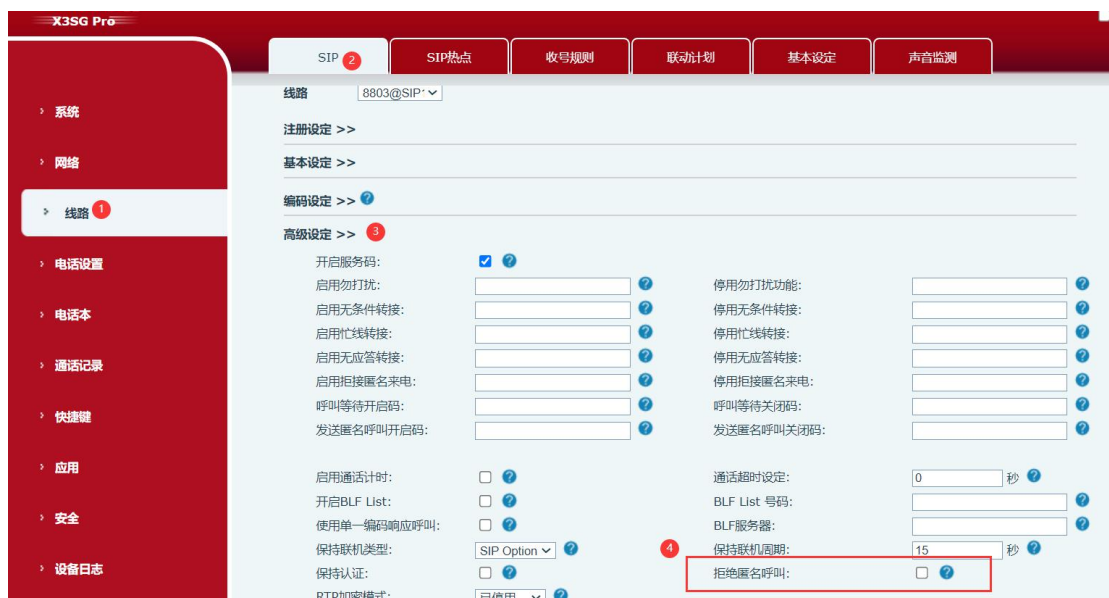 X3SG Pro
SIP 2
SIP热点
收号规则
联动计划
基本设定
声音监测
系统
网络
线路 1
电话设置
电话本
通话记录
快捷键
应用
安全
设备日志
线路 8803@SIP1
注册设定 >>
基本设定 >>
编码设定 >> ?
高级设定 >> 3
开启服务码: ?
启用勿打扰: ? 停用勿打扰功能: ?
启用无条件转接: ? 停用无条件转接: ?
启用忙线转接: ? 停用忙线转接: ?
启用无应答转接: ? 停用无应答转接: ?
启用拒接匿名来电: ? 停用拒接匿名来电: ?
呼叫等待开启码: ? 呼叫等待关闭码: ?
发送匿名呼叫开启码: ? 发送匿名呼叫关闭码: ?
启用通话计时: ? 通话超时设定: 0 秒 ?
开启BLF List: ? BLF List 号码: ?
使用单一编码响应呼叫: ? BLF服务器: ?
保持联机类型: SIP Option ? 4 保持联机周期: 15 秒 ?
保持认证: ? 拒绝匿名呼叫: ?
RTP加密模式: 已停用 ?